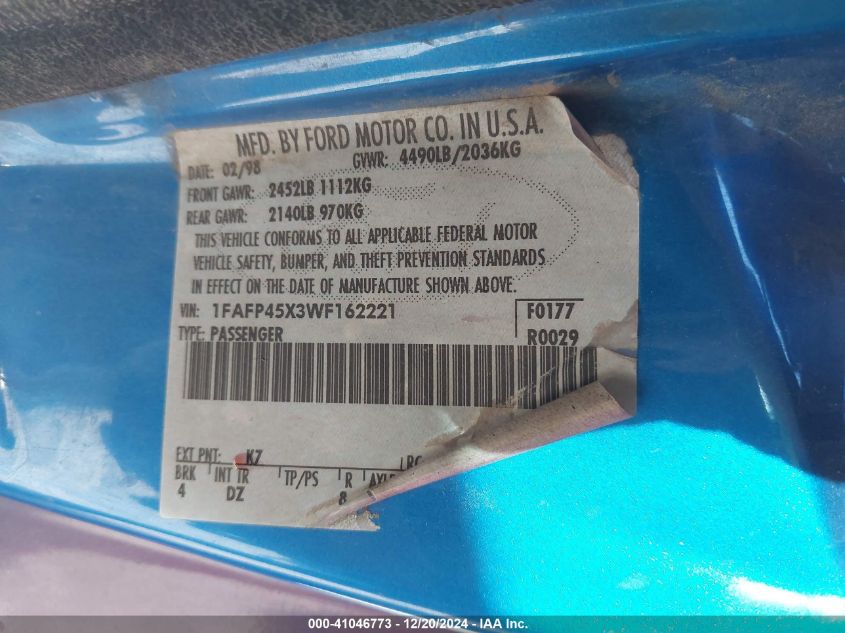 MFD. BY FORD MOTOR CO. IN U.S.A.
DATE: 02/98 GVWR: 4490LB/2036KG
FRONT GAWR: 2452LB 1112KG
REAR GAWR: 2140LB 970KG
THIS VEHICLE CONFORMS TO ALL APPLICABLE FEDERAL MOTOR
VEHICLE SAFETY, BUMPER, AND THEFT PREVENTION STANDARDS
IN EFFECT ON THE DATE OF MANUFACTURE SHOWN ABOVE.
VIN: 1FAFP45X3WF162221 F0177
TYPE: PASSENGER R0029
EXT PNT: K7
BRK INT TR TP/PS R
4 DZ 8
000-41046773 - 12/20/2024 - IAA Inc.